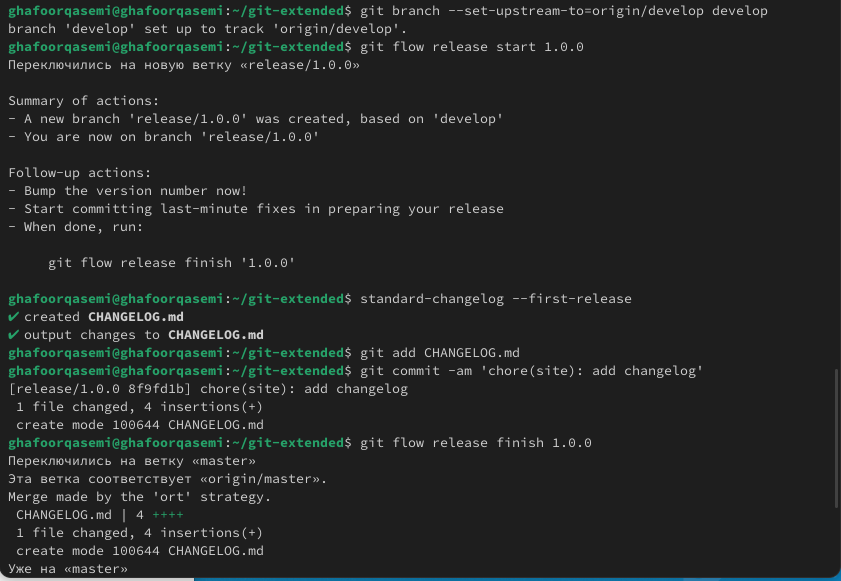 ghafoorqasemi@ghafoorqasemi:~/git-extended$ git branch --set-upstream-to=origin/develop develop
branch 'develop' set up to track 'origin/develop'.
ghafoorqasemi@ghafoorqasemi:~/git-extended$ git flow release start 1.0.0
Переключились на новую ветку «release/1.0.0»

Summary of actions:
- A new branch 'release/1.0.0' was created, based on 'develop'
- You are now on branch 'release/1.0.0'

Follow-up actions:
- Bump the version number now!
- Start committing last-minute fixes in preparing your release
- When done, run:

     git flow release finish '1.0.0'

ghafoorqasemi@ghafoorqasemi:~/git-extended$ standard-changelog --first-release
✔ created CHANGELOG.md
✔ output changes to CHANGELOG.md
ghafoorqasemi@ghafoorqasemi:~/git-extended$ git add CHANGELOG.md
ghafoorqasemi@ghafoorqasemi:~/git-extended$ git commit -am 'chore(site): add changelog'
[release/1.0.0 8f9fd1b] chore(site): add changelog
 1 file changed, 4 insertions(+)
 create mode 100644 CHANGELOG.md
ghafoorqasemi@ghafoorqasemi:~/git-extended$ git flow release finish 1.0.0
Переключились на ветку «master»
Эта ветка соответствует «origin/master».
Merge made by the 'ort' strategy.
 CHANGELOG.md | 4 ++++
 1 file changed, 4 insertions(+)
 create mode 100644 CHANGELOG.md
Уже на «master»